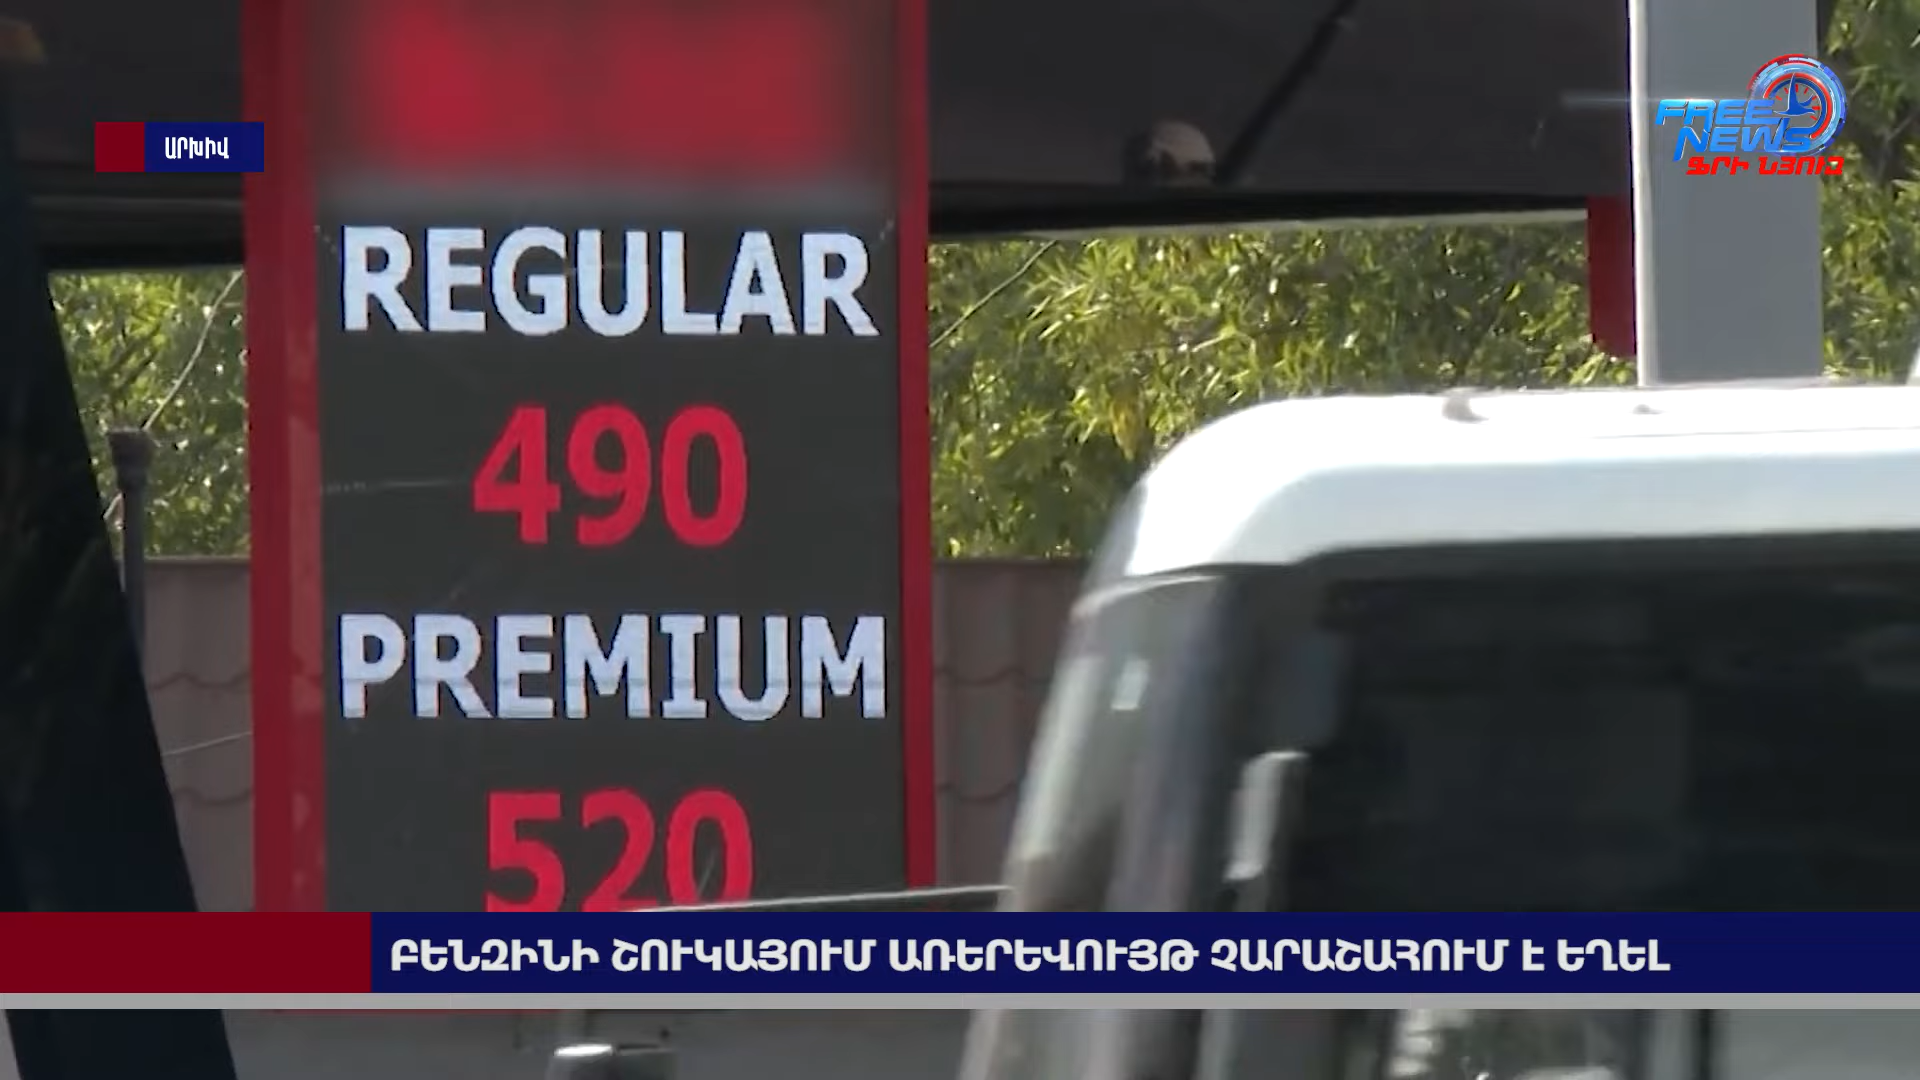 ԱՐԽԻՎ
FREE
NEWS
ՖՐԻ ՆՅՈՒԶ
REGULAR
490
PREMIUM
520
ԲԵՆԶԻՆԻ ՇՈՒԿԱՅՈՒՄ ԱՌԵՐԵՎՈՒՅԹ ՉԱՐԱՇԱՀՈՒՄ Է ԵՂԵԼ